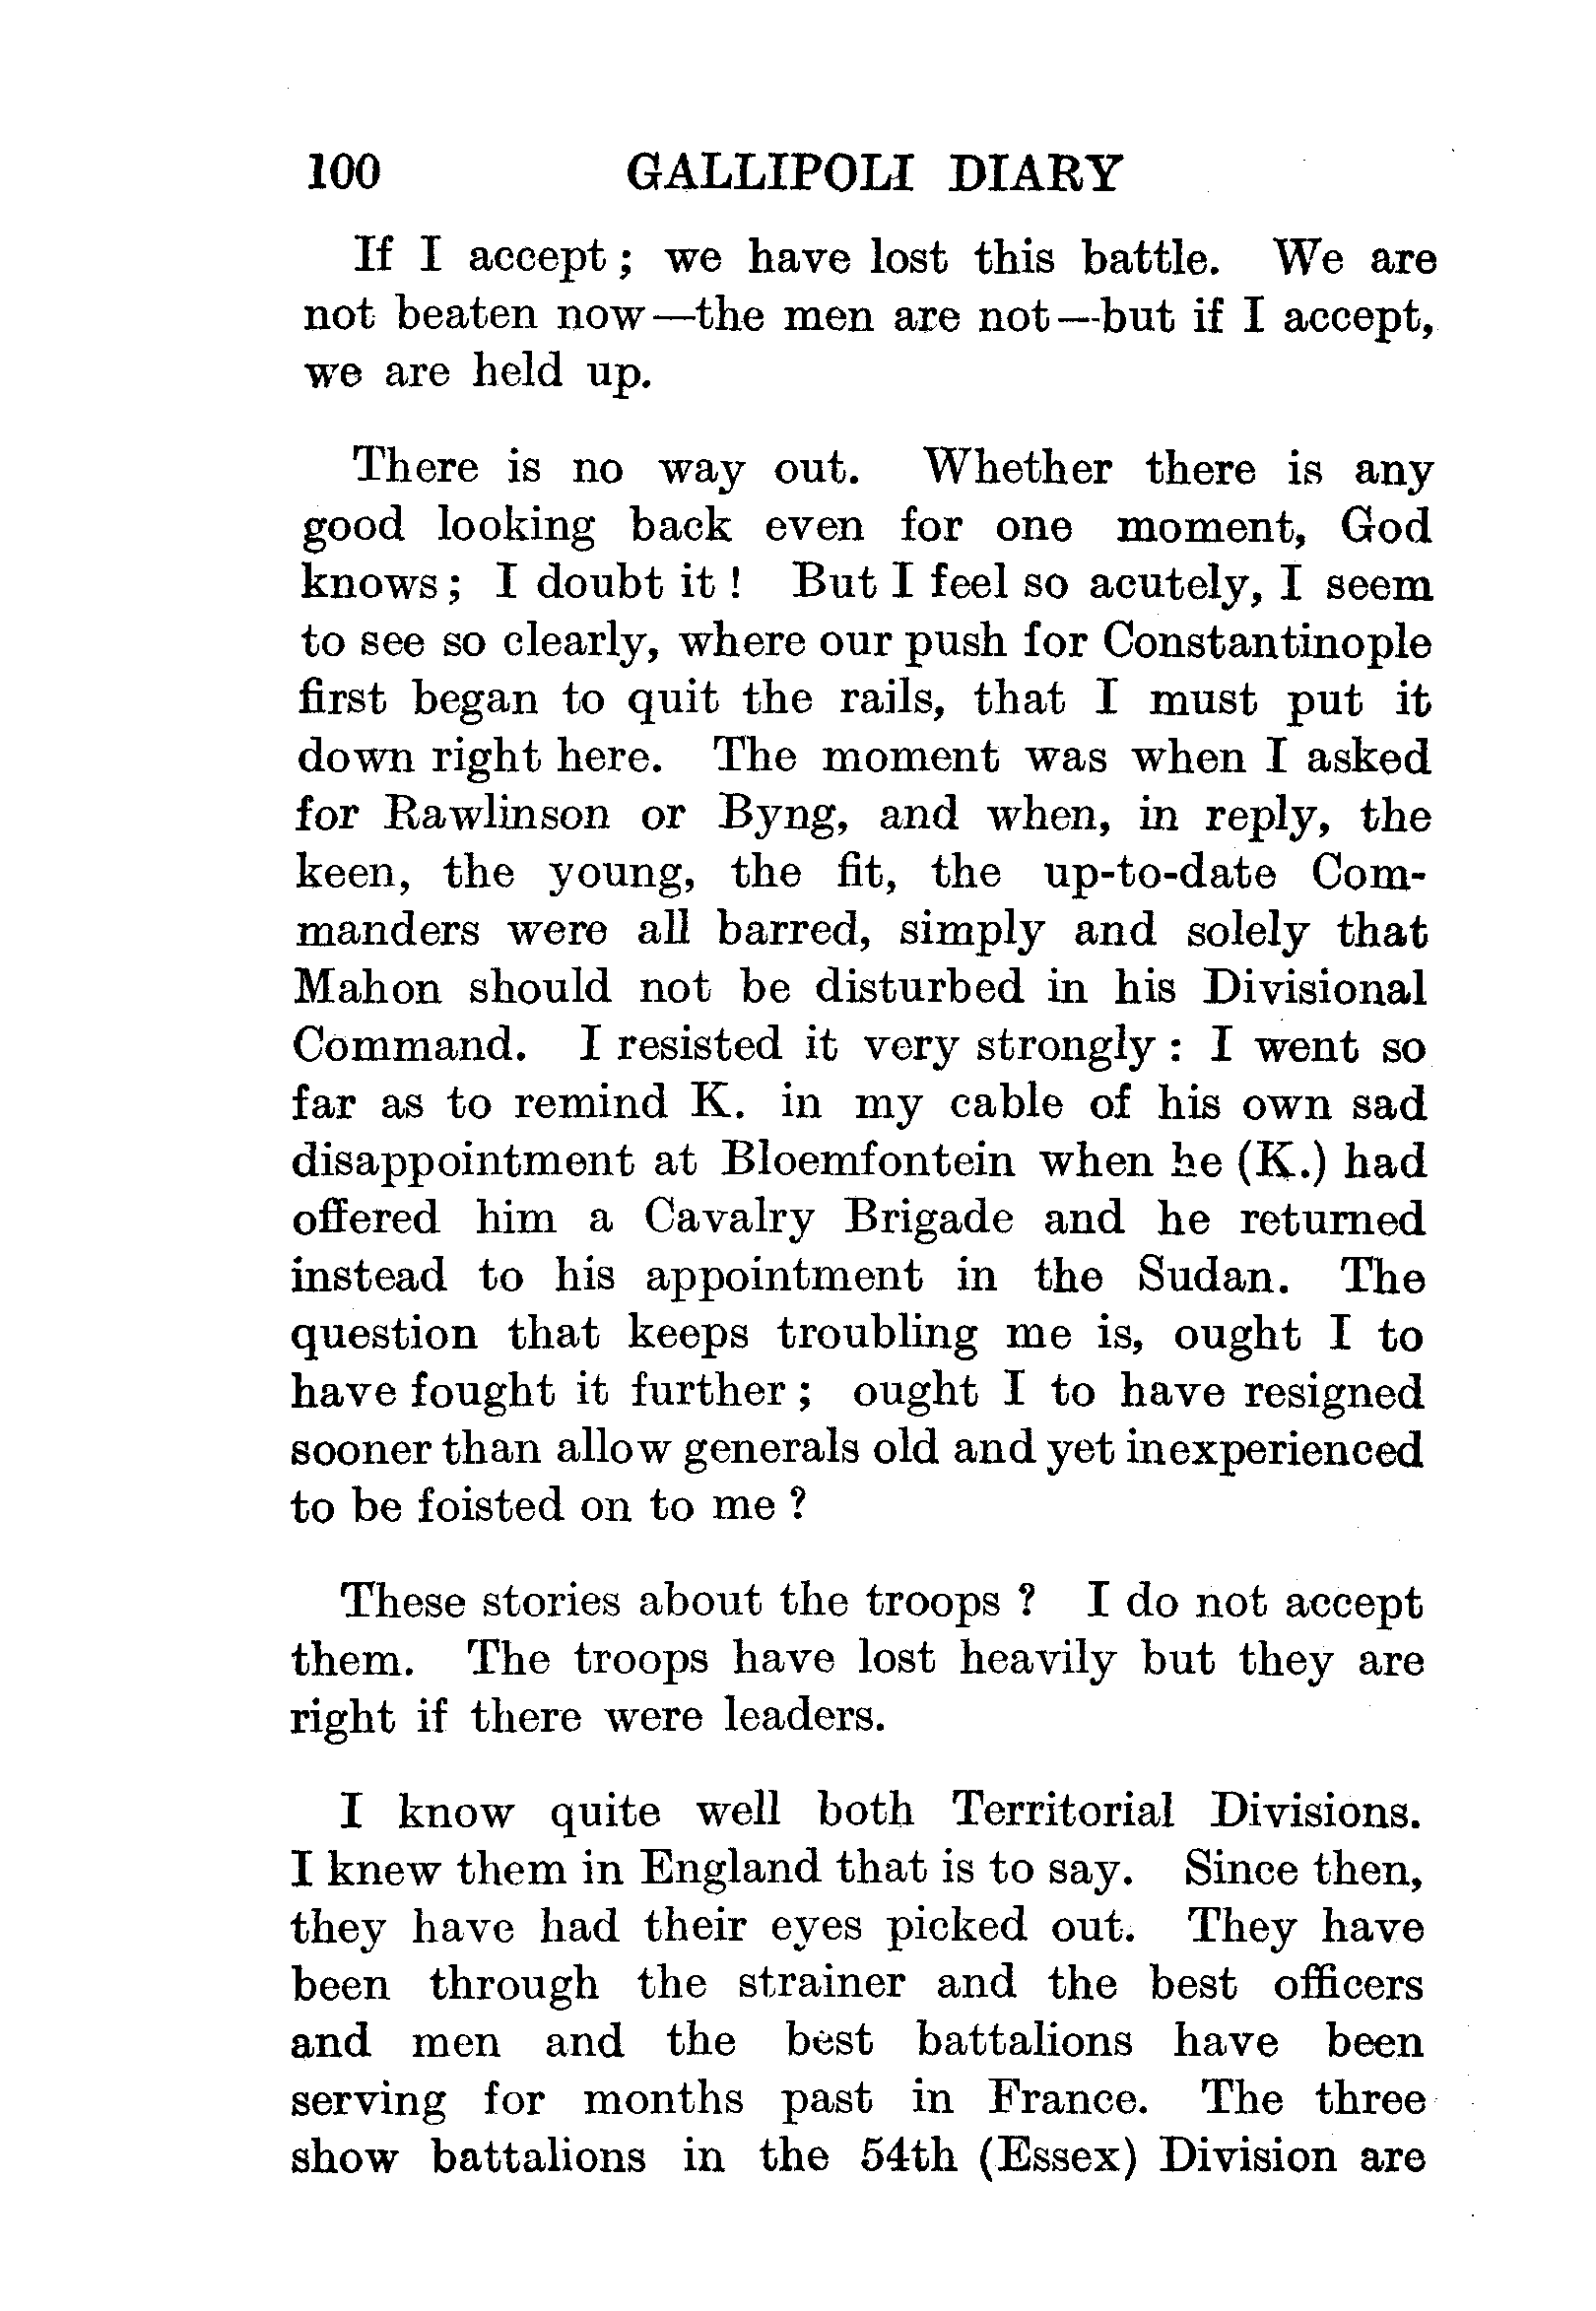 100 GALLIPOLI DIARY
If I accept; we have lost this battle. We are
not beaten now—the men are not—but if I accept,
we are held up.
There is no way out. Whether there is any
good looking back even for one moment, God
knows; I doubt it! But I feel so acutely, I seem
to see so clearly, where our push for Constantinople
first began to quit the rails, that I must put it
down right here. The moment was when I asked
for Rawlinson or Byng, and when, in reply, the
keen, the young, the fit, the up-to-date Com-
manders were all barred, simply and solely that
Mahon should not be disturbed in his Divisional
Command. I resisted it very strongly: I went so
far as to remind K. in my cable of his own sad
disappointment at Bloemfontein when he (K.) had
offered him a Cavalry Brigade and he returned
instead to his appointment in the Sudan. The
question that keeps troubling me is, ought I to
have fought it further; ought I to have resigned
sooner than allow generals old and yet inexperienced
to be foisted on to me?
These stories about the troops? I do not accept
them. The troops have lost heavily but they are
right if there were leaders.
I know quite well both Territorial Divisions.
I knew them in England that is to say. Since then,
they have had their eyes picked out. They have
been through the strainer and the best officers
and men and the best battalions have been
serving for months past in France. The three
show battalions in the 54th (Essex) Division are